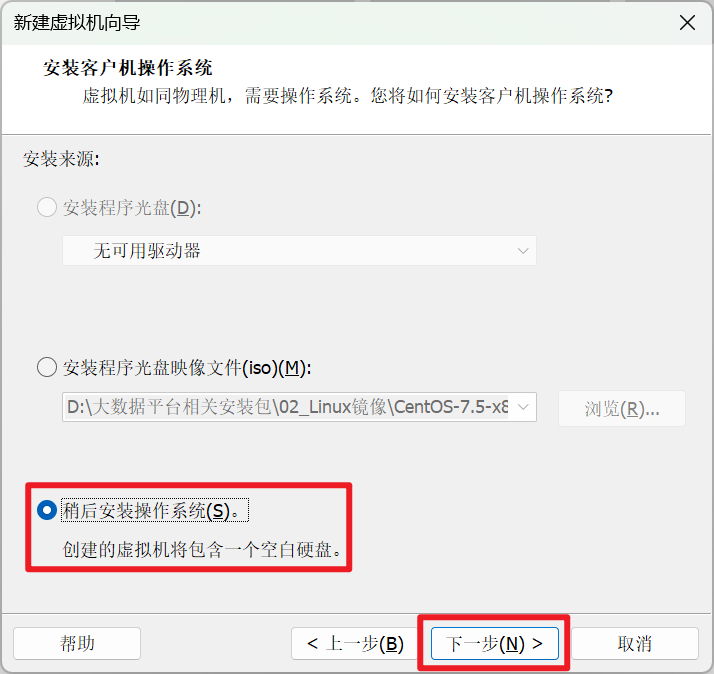 新建虚拟机向导
安装客户机操作系统
虚拟机如同物理机，需要操作系统。您将如何安装客户机操作系统?
安装来源:
安装程序光盘(D):
无可用驱动器
安装程序光盘映像文件(iso)(M):
D:\大数据平台相关安装包\02_Linux镜像\CentOS-7.5-x8
浏览(R)...
稍后安装操作系统(S)。
创建的虚拟机将包含一个空白硬盘。
帮助
< 上一步(B)
下一步(N) >
取消